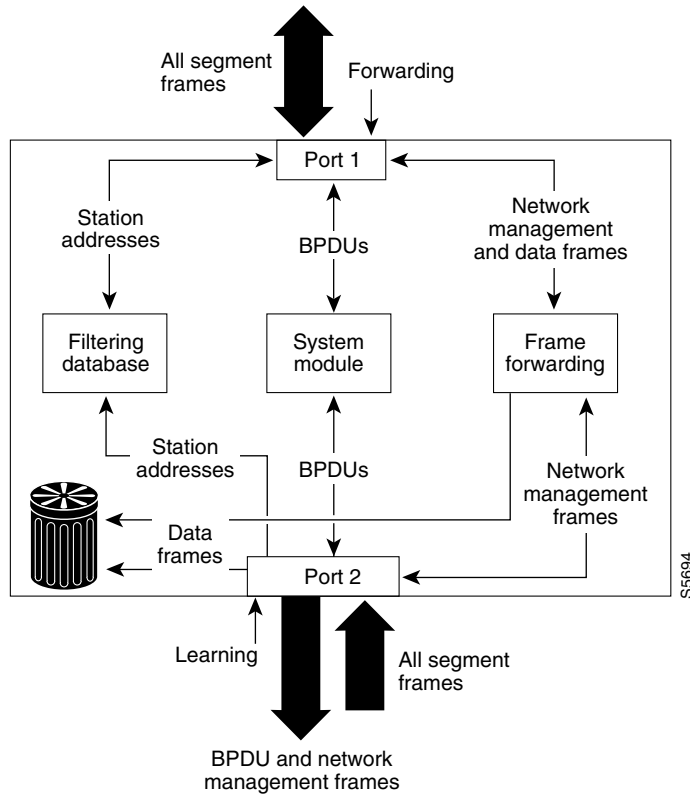 All segment
frames
Forwarding
Port 1
Station
addresses
BPDUs
Network
management
and data frames
Filtering
database
System
module
Frame
forwarding
Station
addresses
BPDUs
Network
management
frames
Data
frames
Port 2
S5694
Learning
All segment
frames
BPDU and network
management frames